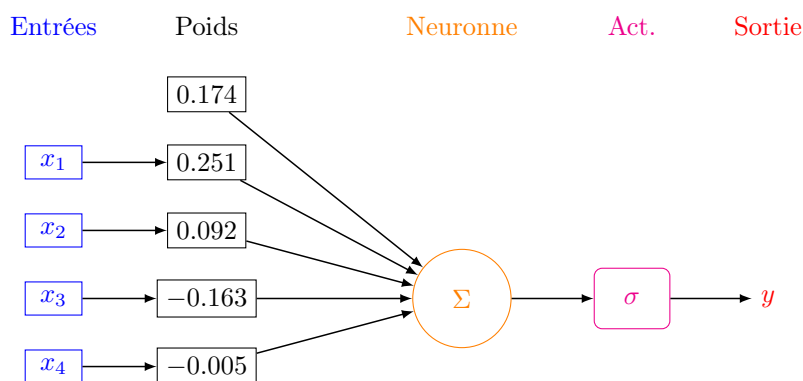 Entrées Poids Neuronne Act. Sortie
0.174
x₁ 0.251
x₂ 0.092
x₃ −0.163 Σ σ y
x₄ −0.005